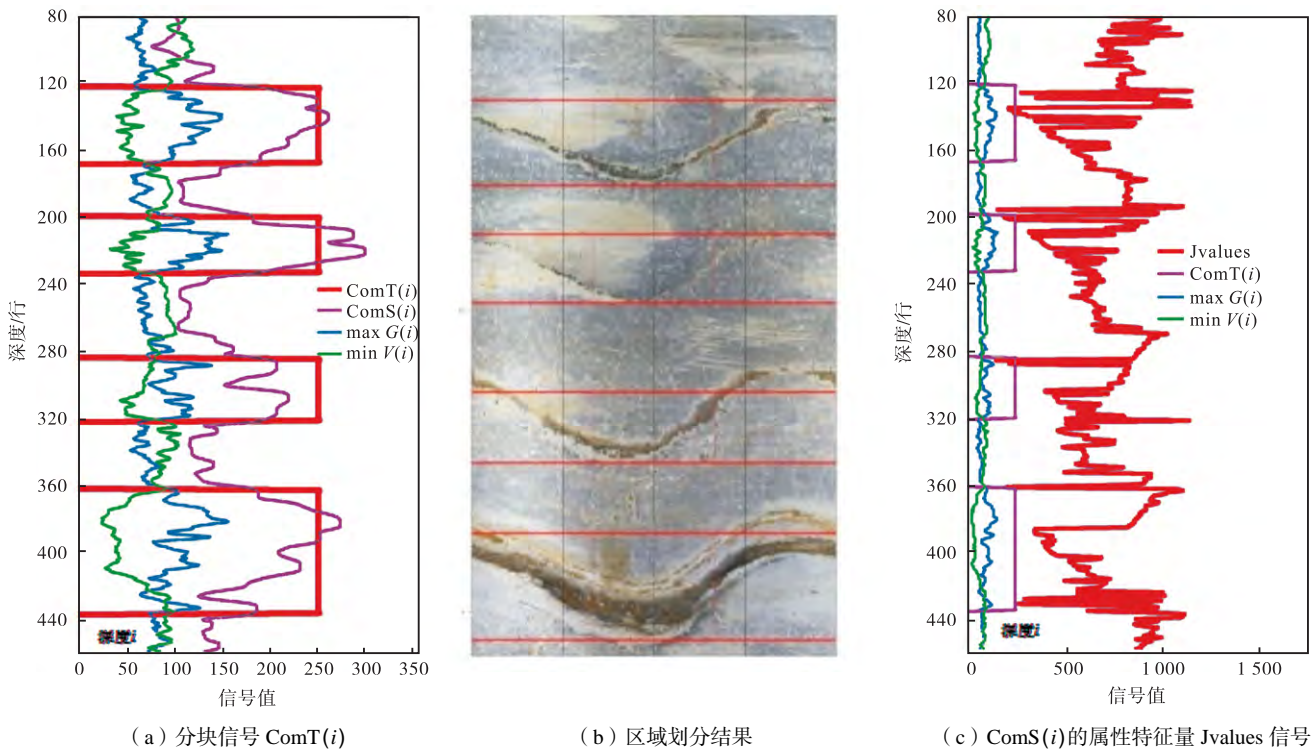 80
120
160
200
240
280
320
360
400
440
深度/行
ComT(i)
ComS(i)
max G(i)
min V(i)
深度i
0 50 100 150 200 250 300 350
信号值
(a)分块信号 ComT(i)
(b)区域划分结果
80
120
160
200
240
280
320
360
400
440
深度/行
Jvalues
ComT(i)
max G(i)
min V(i)
深度i
0 500 1 000 1 500
信号值
(c)ComS(i)的属性特征量 Jvalues 信号